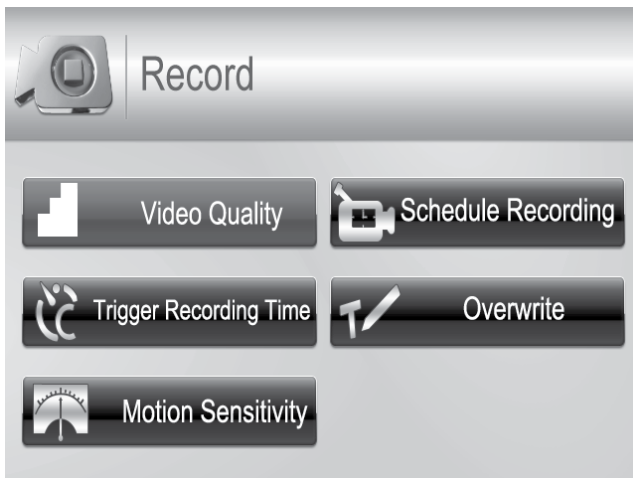 Record
Video Quality
Schedule Recording
Trigger Recording Time
Overwrite
Motion Sensitivity